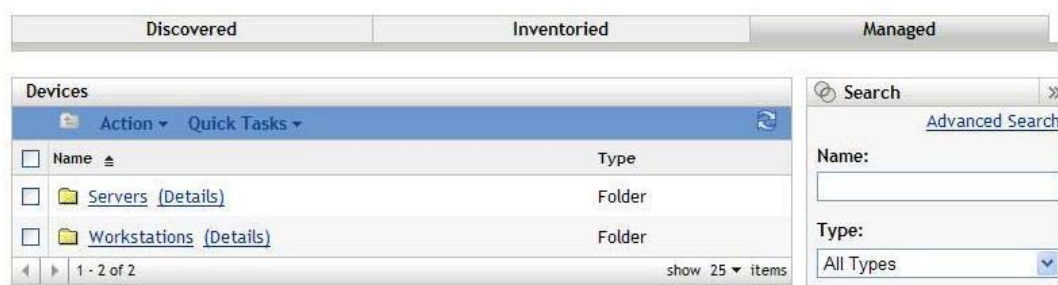 Discovered Inventoried Managed
Devices
Action Quick Tasks
Name Type
Servers (Details) Folder
Workstations (Details) Folder
1 - 2 of 2 show 25 items
Search
Advanced Search
Name:
Type:
All Types